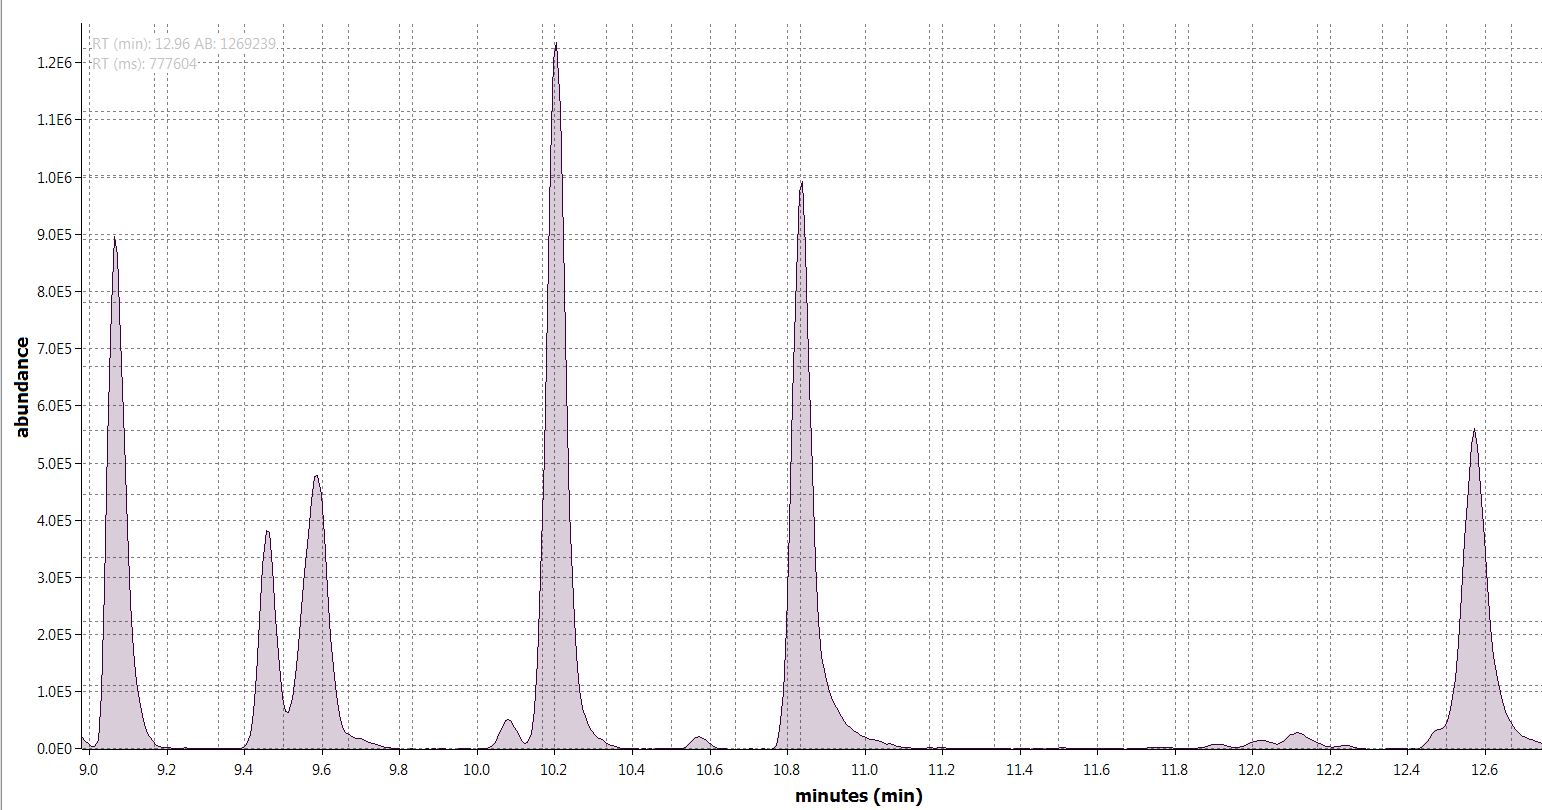 RT (min): 12.96 AB: 1269239
RT (ms): 777604
1.2E6
1.1E6
1.0E6
9.0E5
8.0E5
7.0E5
6.0E5
5.0E5
4.0E5
3.0E5
2.0E5
1.0E5
0.0E0
abundance
9.0 9.2 9.4 9.6 9.8 10.0 10.2 10.4 10.6 10.8 11.0 11.2 11.4 11.6 11.8 12.0 12.2 12.4 12.6
minutes (min)